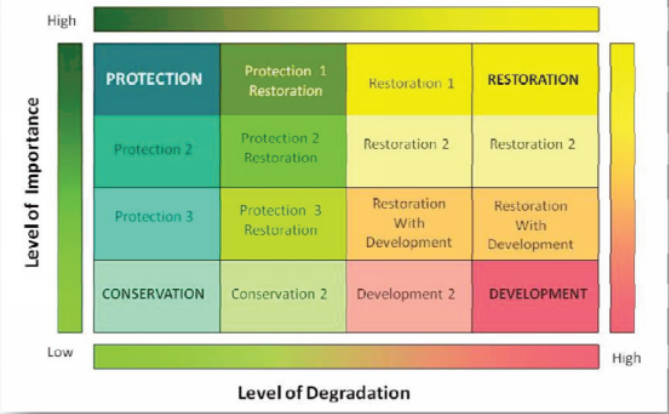 High
PROTECTION
Protection 1
Restoration
Restoration 1
RESTORATION
Protection 2
Protection 2
Restoration
Restoration 2
Restoration 2
Protection 3
Protection 3
Restoration
Restoration
With
Development
Restoration
With
Development
CONSERVATION
Conservation 2
Development 2
DEVELOPMENT
Level of Importance
Low
High
Level of Degradation